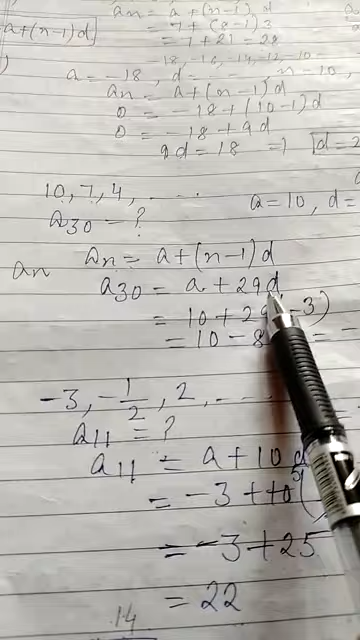 an = a + (n-1) d
a+(n-1)d
= 7 + (8-1) 3
= 7 + 21 = 28
-18, -16, -14, -12, -10
a = -18, d = n = 10,
an = a + (n-1) d
0 = -18 + (10-1) d
0 = -18 + 9d
9d = 18 => d = 2
10, 7, 4, .....
a = 10, d =
a30 = ?
an an = a + (n-1) d
a30 = a + 29d
= 10 + 29 -3)
= 10 - 8 = -
-3, -1/2, 2, .....
a11 = ?
a11 = a + 10d
= -3 + 10 5 (
= -3 + 25
= 22
14